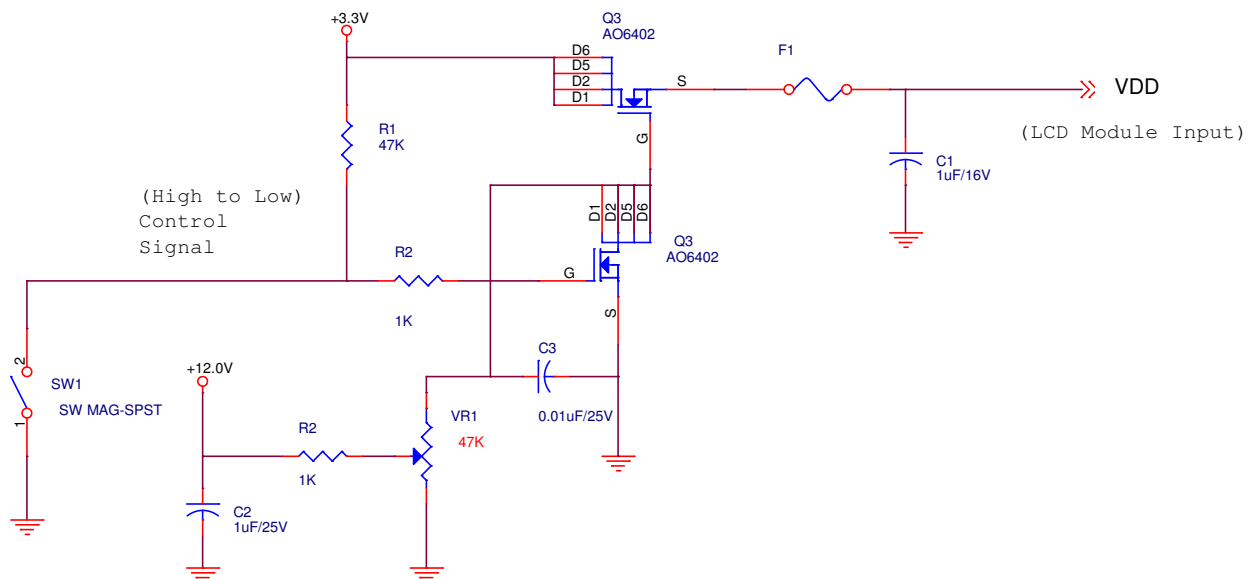 +3.3V
Q3
AO6402
D6
D5
D2
D1
S
G
F1
VDD
(LCD Module Input)
C1
1uF/16V
R1
47K
(High to Low)
Control
Signal
D1
D2
D5
D6
Q3
AO6402
G
S
R2
1K
2
1
SW1
SW MAG-SPST
+12.0V
C3
0.01uF/25V
VR1
47K
R2
1K
C2
1uF/25V